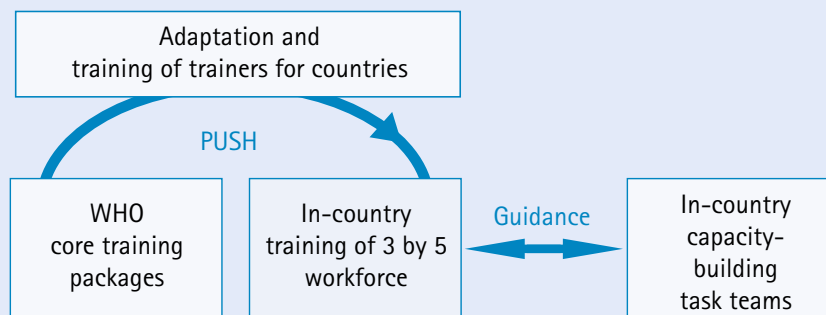 Adaptation and
training of trainers for countries
PUSH
WHO
core training
packages
In-country
training of 3 by 5
workforce
Guidance
In-country
capacity-
building
task teams